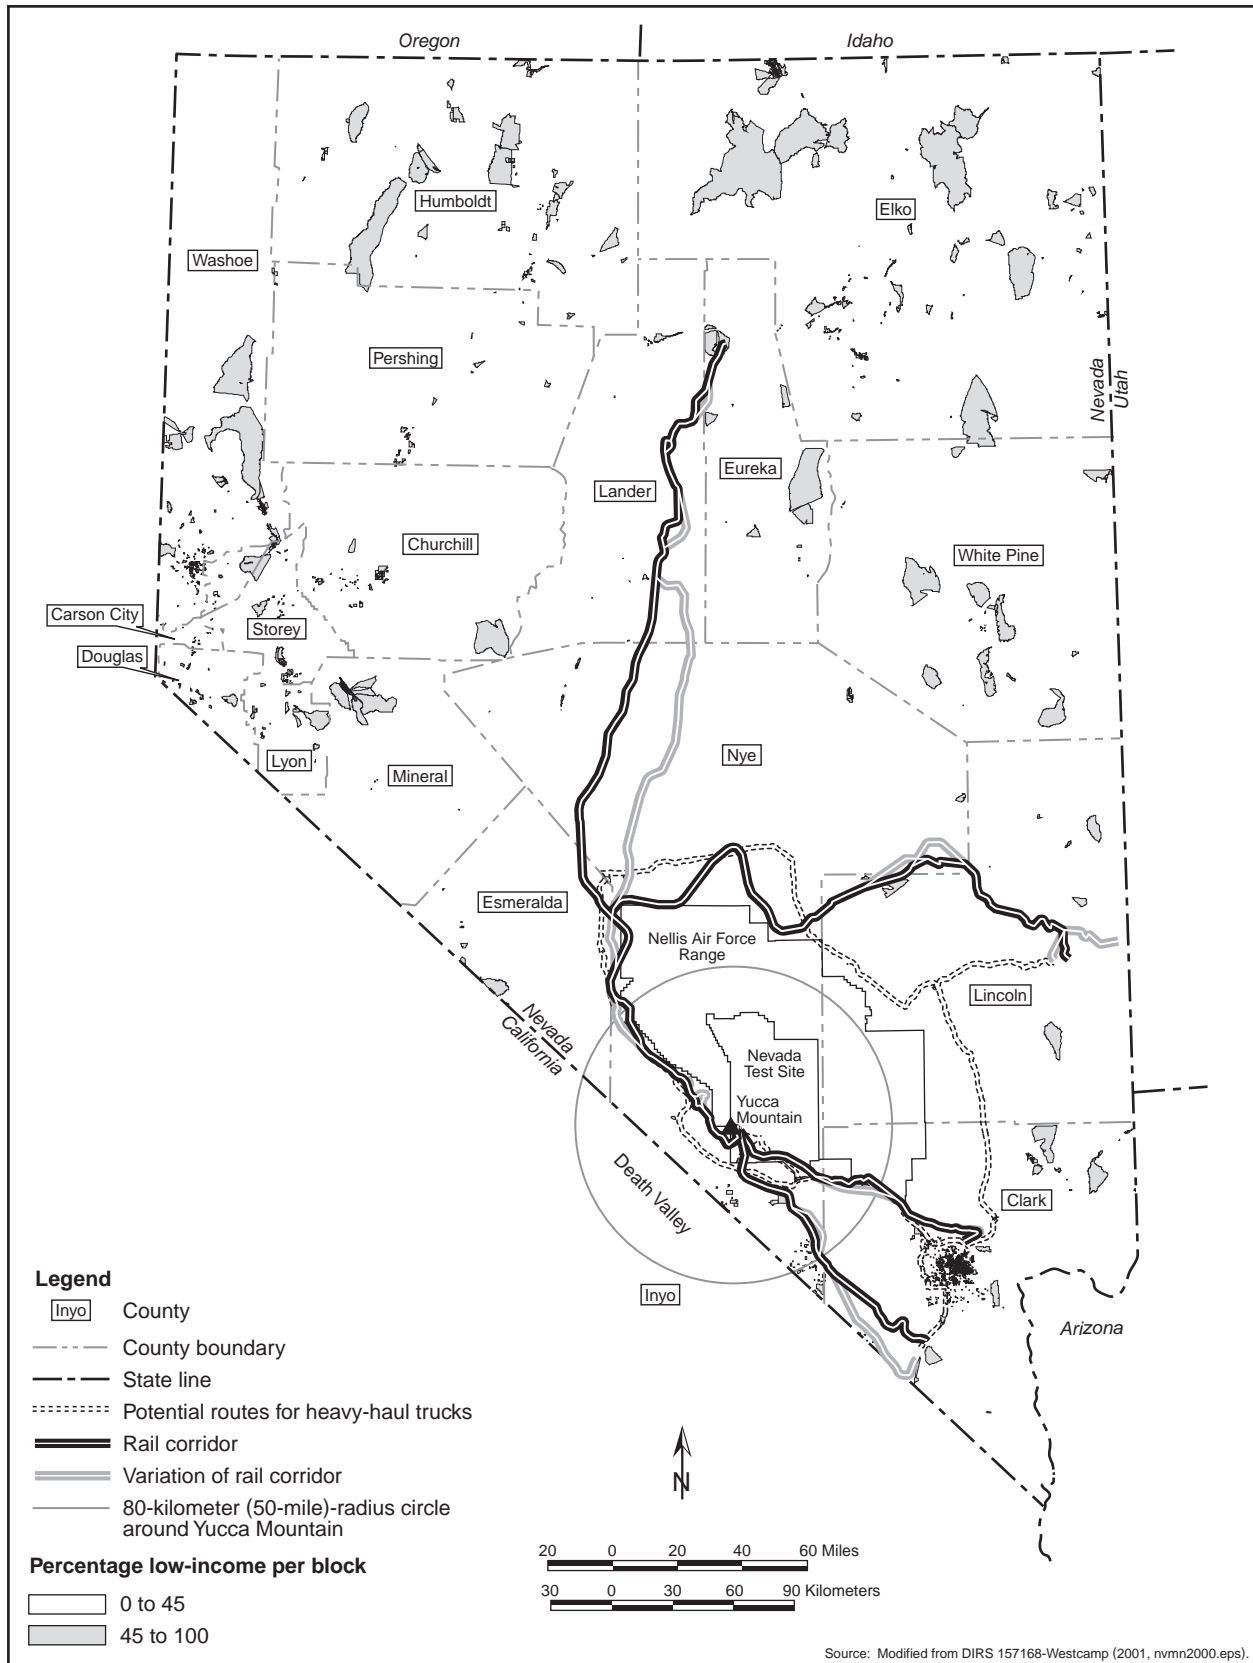 Oregon
Idaho
Humboldt
Elko
Washoe
Pershing
Nevada
Utah
Eureka
Lander
Churchill
White Pine
Carson City
Storey
Douglas
Nye
Lyon
Mineral
Esmeralda
Nellis Air Force
Range
Lincoln
Nevada
California
Nevada
Test Site
Yucca
Mountain
Death Valley
Clark
Inyo
Arizona
Legend
Inyo County
County boundary
State line
Potential routes for heavy-haul trucks
Rail corridor
Variation of rail corridor
80-kilometer (50-mile)-radius circle
around Yucca Mountain
N
Percentage low-income per block
0 to 45
45 to 100
20 0 20 40 60 Miles
30 0 30 60 90 Kilometers
Source: Modified from DIRS 157168-Westcamp (2001, nvmn2000.eps).